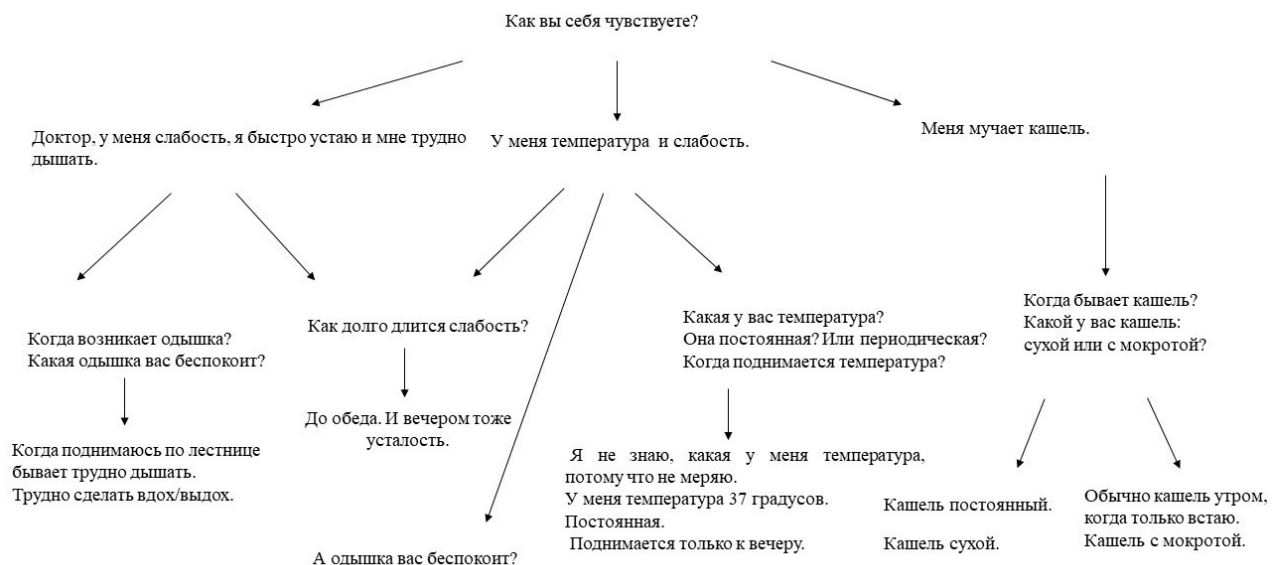 Как вы себя чувствуете?
Доктор, у меня слабость, я быстро устаю и мне трудно
дышать.
У меня температура и слабость.
Меня мучает кашель.
Когда возникает одышка?
Какая одышка вас беспокоит?
Как долго длится слабость?
Какая у вас температура?
Она постоянная? Или периодическая?
Когда поднимается температура?
Когда бывает кашель?
Какой у вас кашель:
сухой или с мокротой?
Когда поднимаюсь по лестнице
бывает трудно дышать.
Трудно сделать вдох/выдох.
До обеда. И вечером тоже
усталость.
А одышка вас беспокоит?
Я не знаю, какая у меня температура,
потому что не меряю.
У меня температура 37 градусов.
Постоянная.
Поднимается только к вечеру.
Кашель постоянный.
Кашель сухой.
Обычно кашель утром,
когда только встаю.
Кашель с мокротой.